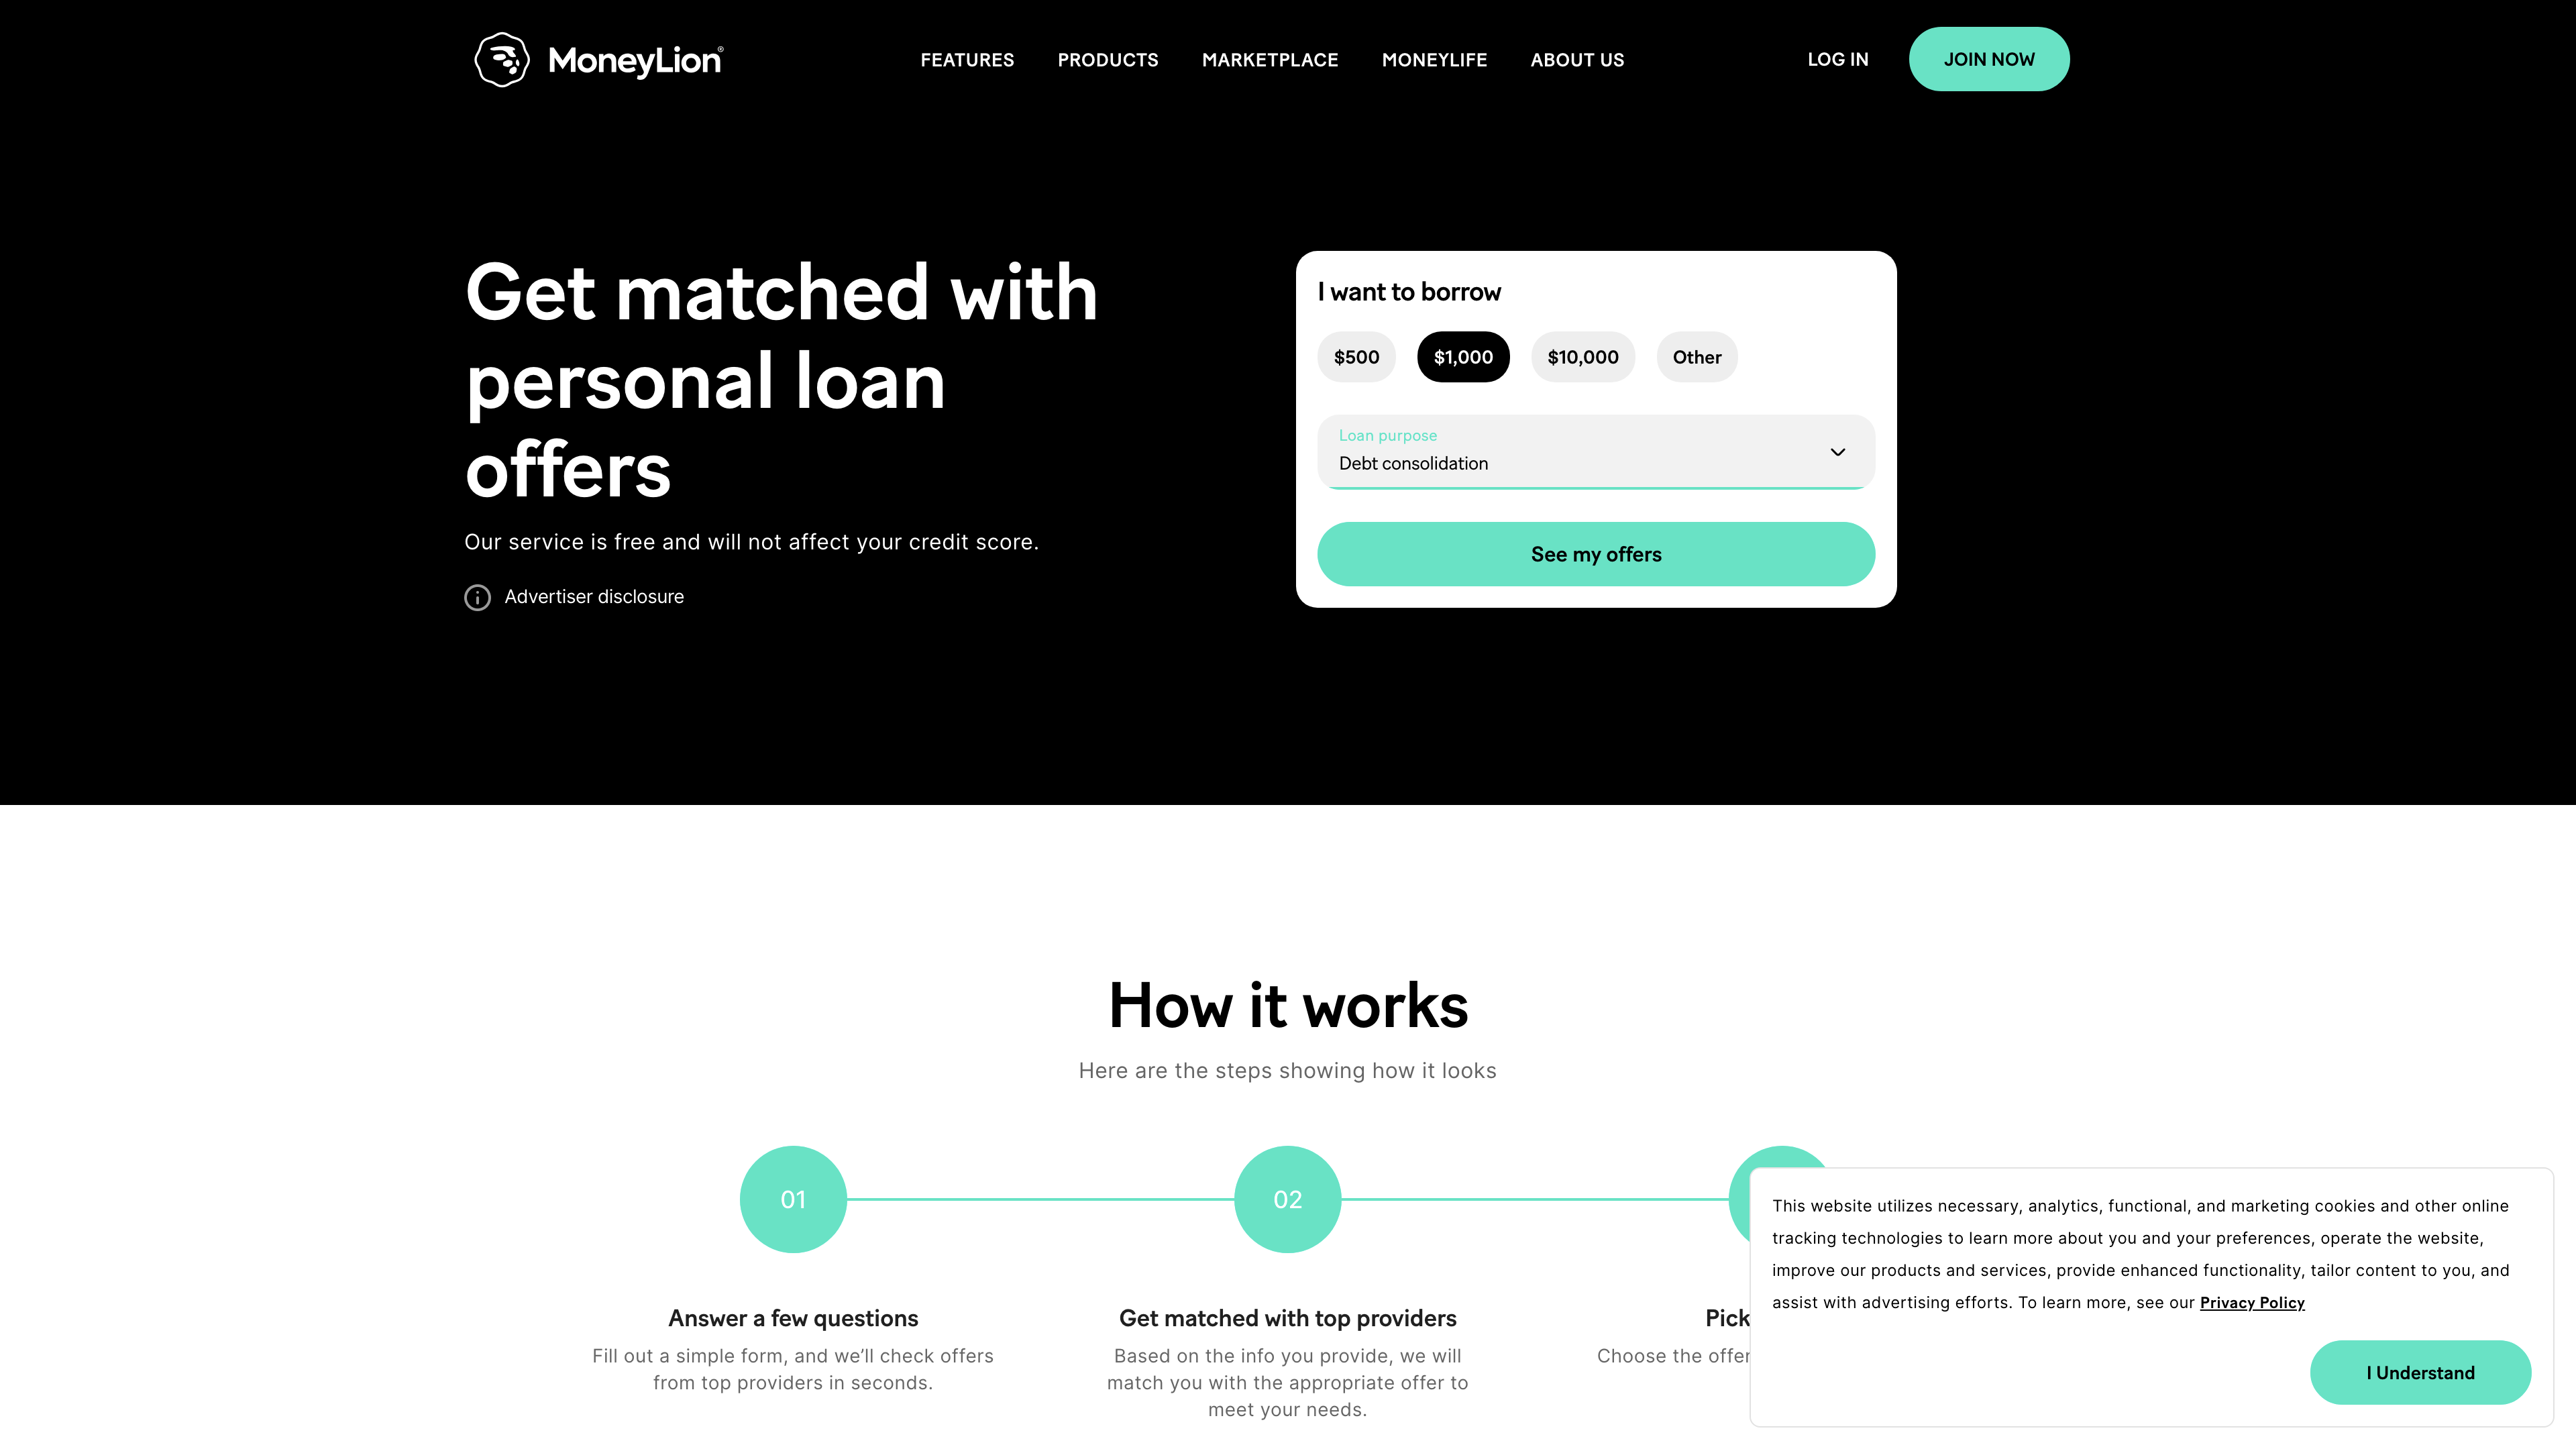 MoneyLion®
FEATURES
PRODUCTS
MARKETPLACE
MONEYLIFE
ABOUT US
LOG IN
JOIN NOW
Get matched with
personal loan
offers
Our service is free and will not affect your credit score.
Advertiser disclosure
I want to borrow
$500
$1,000
$10,000
Other
Loan purpose
Debt consolidation
See my offers
How it works
Here are the steps showing how it looks
01
02
Answer a few questions
Fill out a simple form, and we’ll check offers
from top providers in seconds.
Get matched with top providers
Based on the info you provide, we will
match you with the appropriate offer to
meet your needs.
Pick
Choose the offer
This website utilizes necessary, analytics, functional, and marketing cookies and other online
tracking technologies to learn more about you and your preferences, operate the website,
improve our products and services, provide enhanced functionality, tailor content to you, and
assist with advertising efforts. To learn more, see our Privacy Policy
I Understand